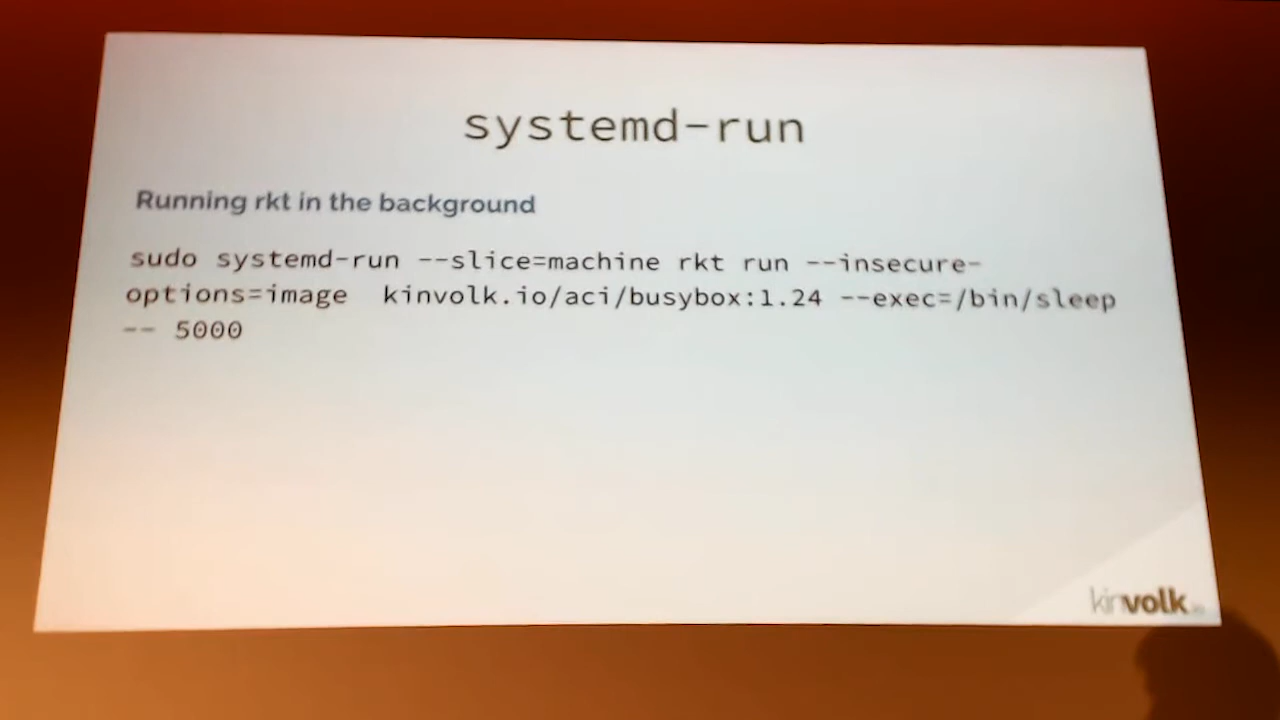 systemd-run
Running rkt in the background
sudo systemd-run --slice=machine rkt run --insecure-
options=image kinvolk.io/aci/busybox:1.24 --exec=/bin/sleep
-- 5000
kinvolk